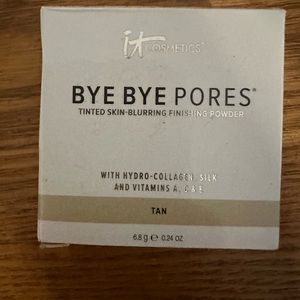 it
COSMETICS™
BYE BYE PORES®
TINTED SKIN-BLURRING FINISHING POWDER
WITH HYDRO-COLLAGEN, SILK
AND VITAMINS A, C & E
TAN
6.8 g e 0.24 OZ